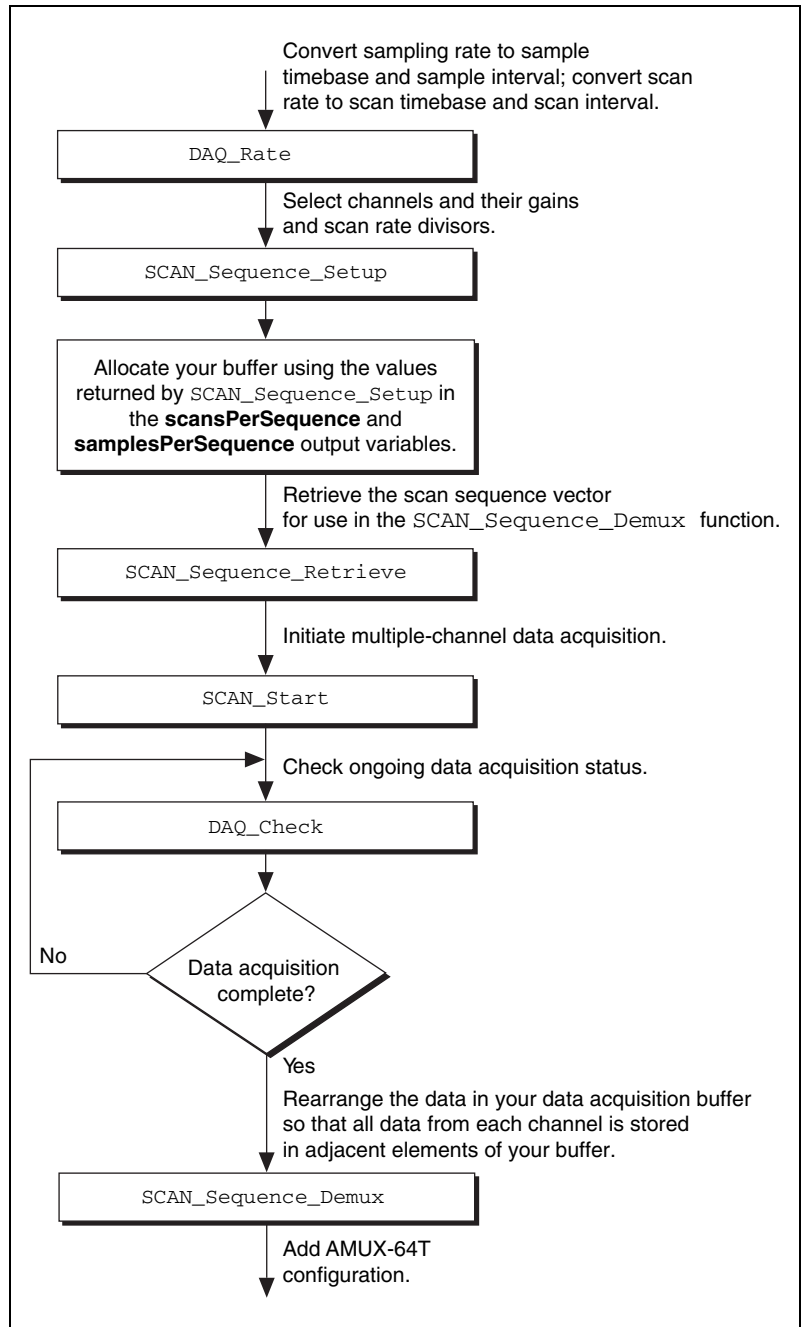 Convert sampling rate to sample
timebase and sample interval; convert scan
rate to scan timebase and scan interval.
DAQ_Rate
Select channels and their gains
and scan rate divisors.
SCAN_Sequence_Setup
Allocate your buffer using the values
returned by SCAN_Sequence_Setup in
the scansPerSequence and
samplesPerSequence output variables.
Retrieve the scan sequence vector
for use in the SCAN_Sequence_Demux function.
SCAN_Sequence_Retrieve
Initiate multiple-channel data acquisition.
SCAN_Start
Check ongoing data acquisition status.
DAQ_Check
No
Data acquisition
complete?
Yes
Rearrange the data in your data acquisition buffer
so that all data from each channel is stored
in adjacent elements of your buffer.
SCAN_Sequence_Demux
Add AMUX-64T
configuration.